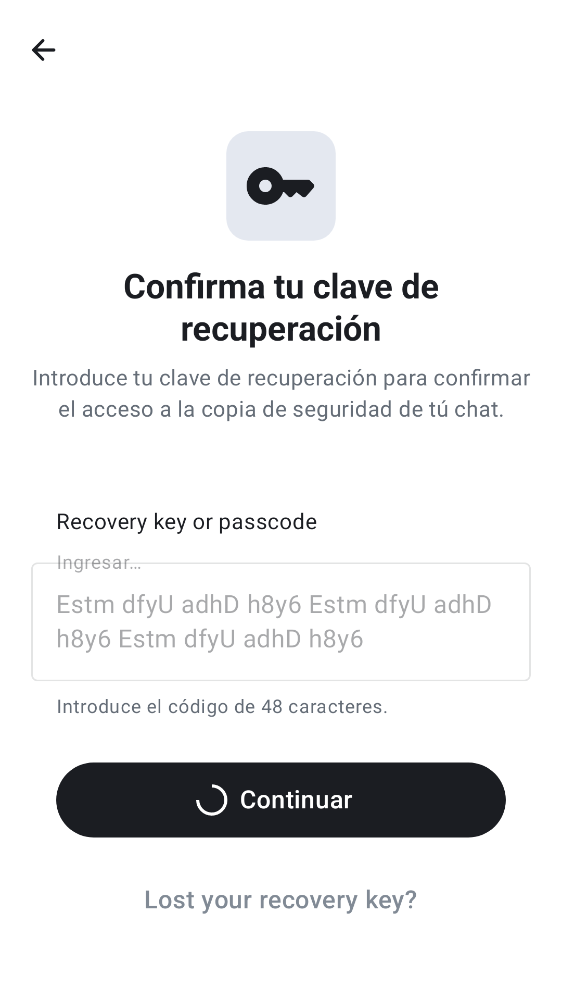 Confirma tu clave de
recuperación
Introduce tu clave de recuperación para confirmar
el acceso a la copia de seguridad de tú chat.
Recovery key or passcode
Ingresar…
Estm dfyU adhD h8y6 Estm dfyU adhD
h8y6 Estm dfyU adhD h8y6
Introduce el código de 48 caracteres.
Continuar
Lost your recovery key?